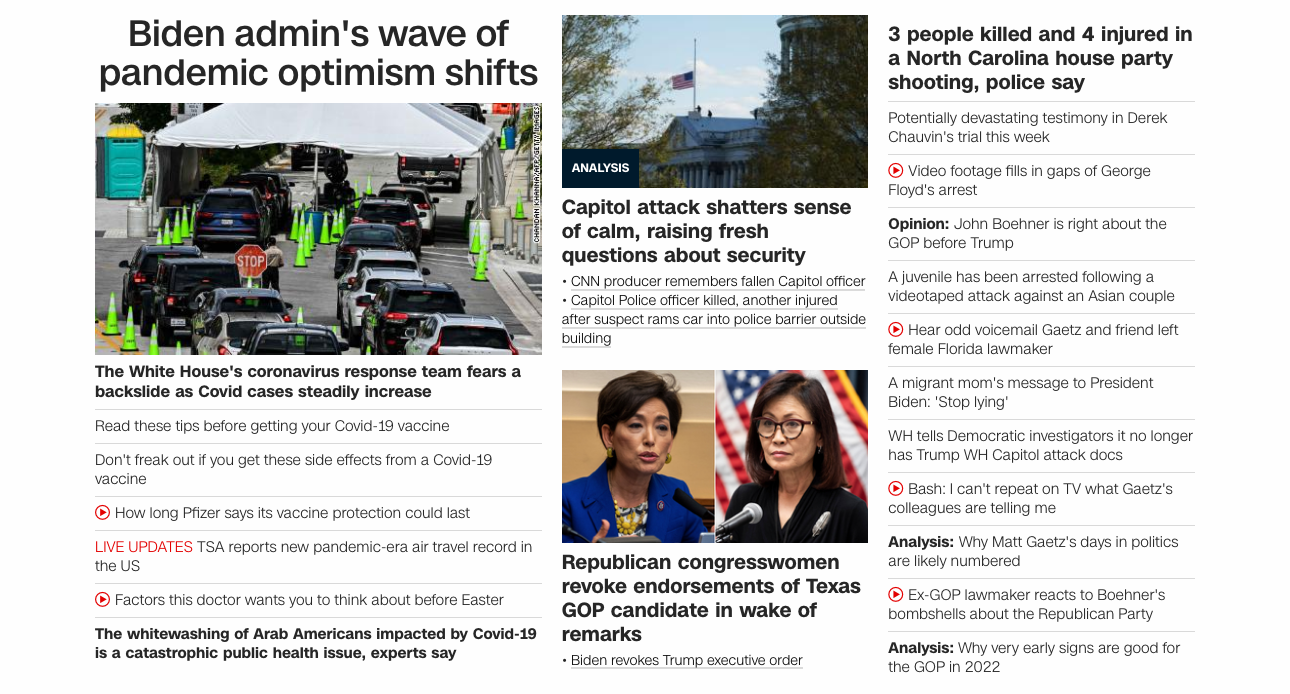 Biden admin's wave of
pandemic optimism shifts
CHANDAN KHANNA/AFP/GETTY IMAGES
STOP
The White House's coronavirus response team fears a
backslide as Covid cases steadily increase
Read these tips before getting your Covid-19 vaccine
Don't freak out if you get these side effects from a Covid-19
vaccine
How long Pfizer says its vaccine protection could last
LIVE UPDATES TSA reports new pandemic-era air travel record in
the US
Factors this doctor wants you to think about before Easter
The whitewashing of Arab Americans impacted by Covid-19
is a catastrophic public health issue, experts say
ANALYSIS
Capitol attack shatters sense
of calm, raising fresh
questions about security
• CNN producer remembers fallen Capitol officer
• Capitol Police officer killed, another injured
after suspect rams car into police barrier outside
building
Republican congresswomen
revoke endorsements of Texas
GOP candidate in wake of
remarks
• Biden revokes Trump executive order
3 people killed and 4 injured in
a North Carolina house party
shooting, police say
Potentially devastating testimony in Derek
Chauvin's trial this week
Video footage fills in gaps of George
Floyd's arrest
Opinion: John Boehner is right about the
GOP before Trump
A juvenile has been arrested following a
videotaped attack against an Asian couple
Hear odd voicemail Gaetz and friend left
female Florida lawmaker
A migrant mom's message to President
Biden: 'Stop lying'
WH tells Democratic investigators it no longer
has Trump WH Capitol attack docs
Bash: I can't repeat on TV what Gaetz's
colleagues are telling me
Analysis: Why Matt Gaetz's days in politics
are likely numbered
Ex-GOP lawmaker reacts to Boehner's
bombshells about the Republican Party
Analysis: Why very early signs are good for
the GOP in 2022